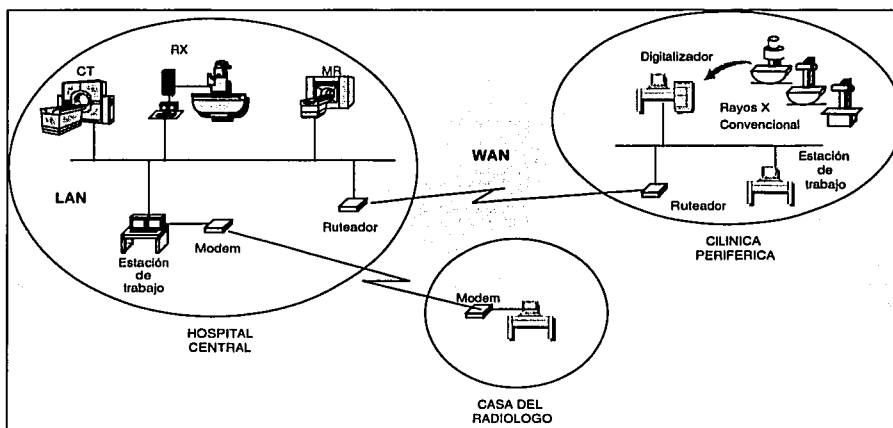 CT
RX
MR
LAN
Estación
de
trabajo
Modem
Ruteador
HOSPITAL
CENTRAL
WAN
Modem
CASA DEL
RADIOLOGO
Digitalizador
Rayos X
Convencional
Estación
de
trabajo
Ruteador
CILINICA
PERIFERICA